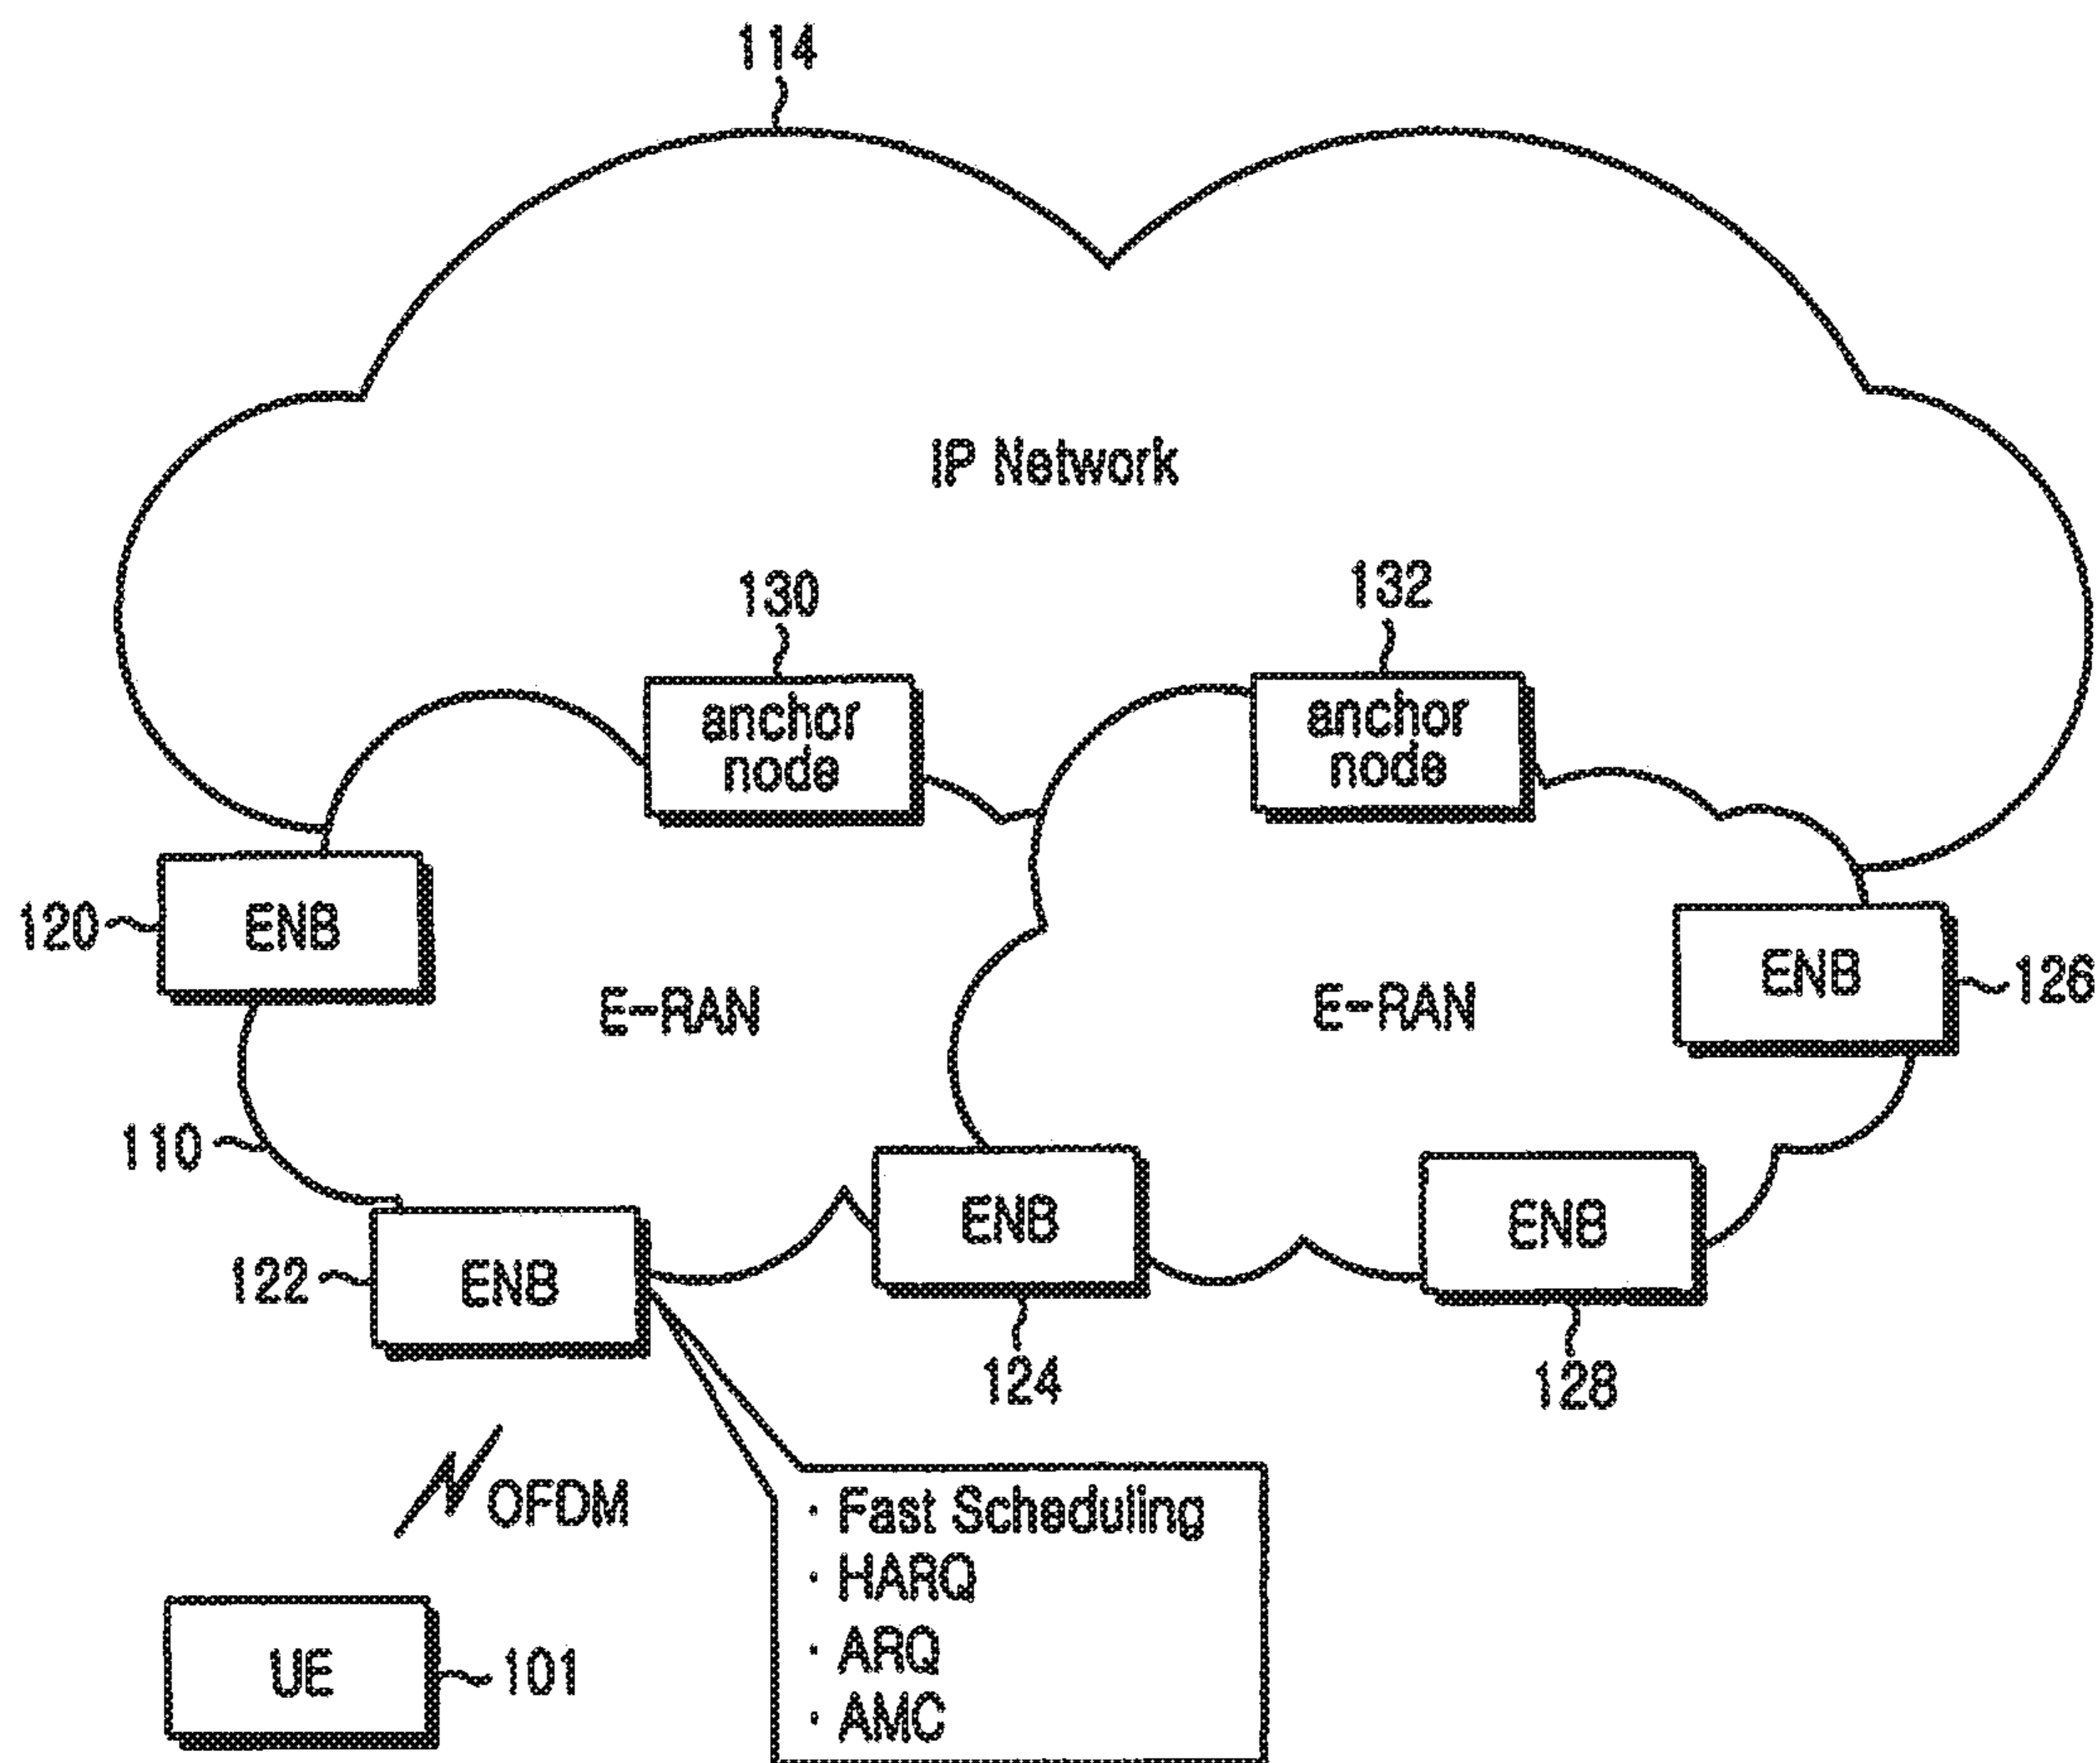 114
IP Network
130
132
anchor
node
anchor
node
120
ENB
ENB
126
E-RAN
E-RAN
110
122
ENB
ENB
ENB
124
128
OFDM
· Fast Scheduling
· HARQ
· ARQ
· AMC
UE
101